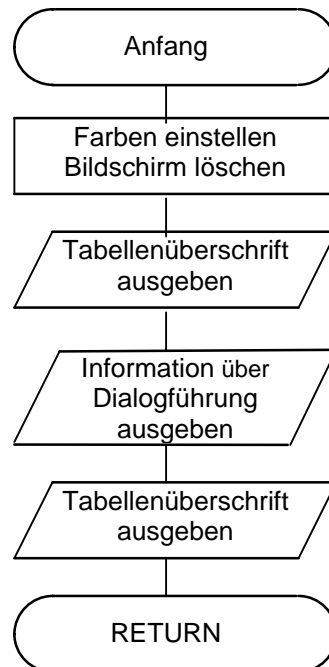 Anfang
Farben einstellen
Bildschirm löschen
Tabellenüberschrift
ausgeben
Information über
Dialogführung
ausgeben
Tabellenüberschrift
ausgeben
RETURN